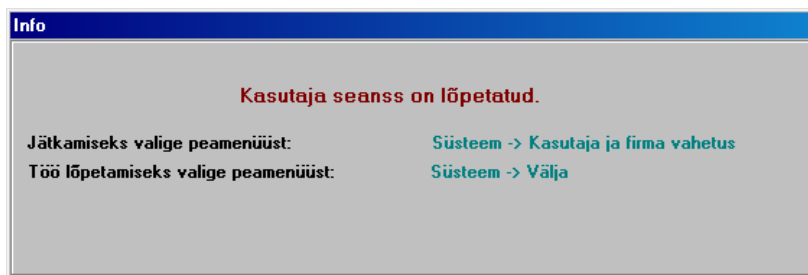 Info
Kasutaja seanss on lõpetatud.
Jätkamiseks valige peamenüüst: Süsteem -> Kasutaja ja firma vahetus
Töö lõpetamiseks valige peamenüüst: Süsteem -> Välja